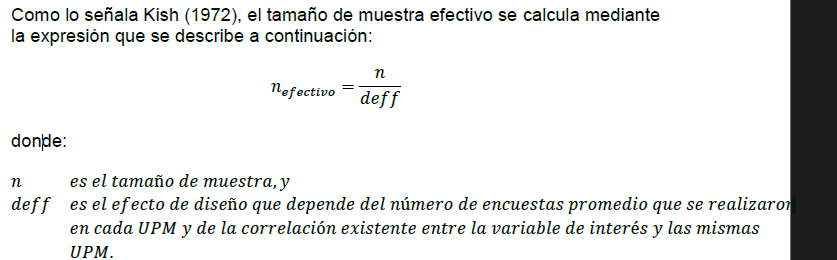 Como lo señala Kish (1972), el tamaño de muestra efectivo se calcula mediante
la expresión que se describe a continuación:
n_efectivo = n / deff
donde:
n es el tamaño de muestra, y
deff es el efecto de diseño que depende del número de encuestas promedio que se realizaron
en cada UPM y de la correlación existente entre la variable de interés y las mismas
UPM.